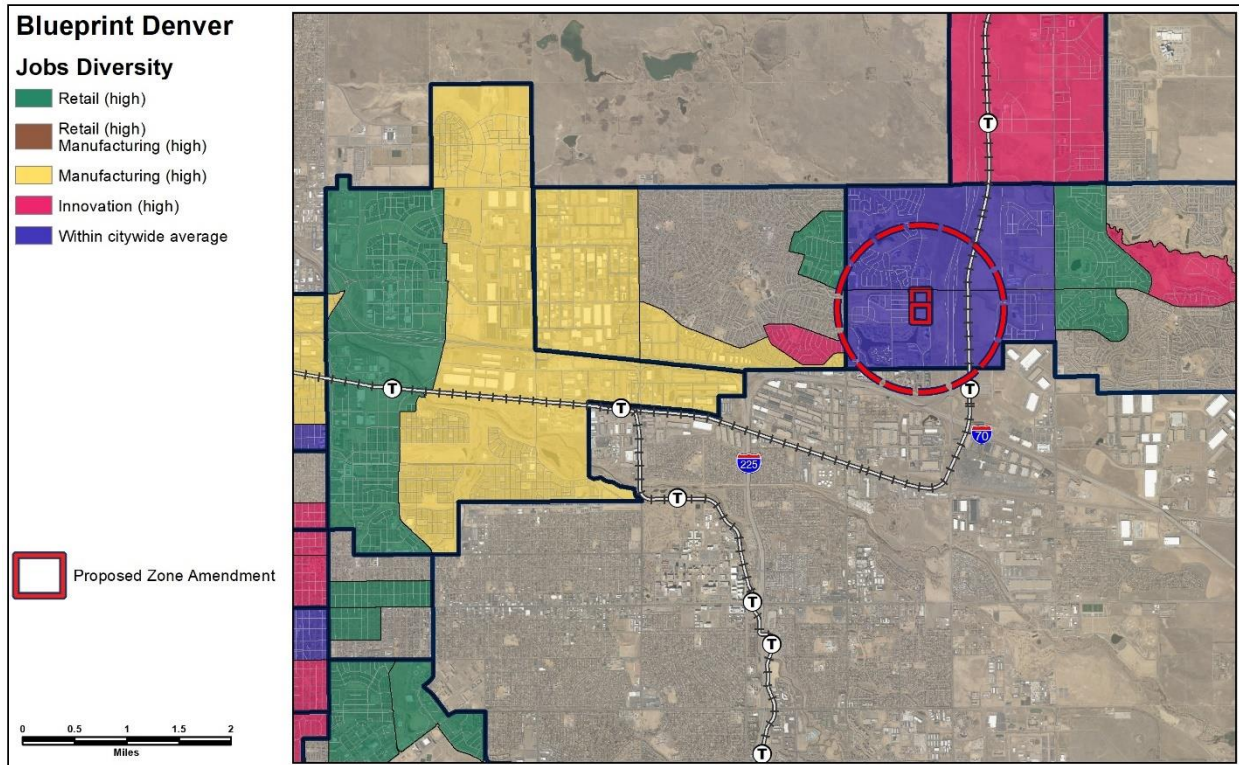 Blueprint Denver
Jobs Diversity
Retail (high)
Retail (high)
Manufacturing (high)
Manufacturing (high)
Innovation (high)
Within citywide average
Proposed Zone Amendment
0 0.5 1 1.5 2
Miles
T
T
T
T
70
225
T
T
T
T